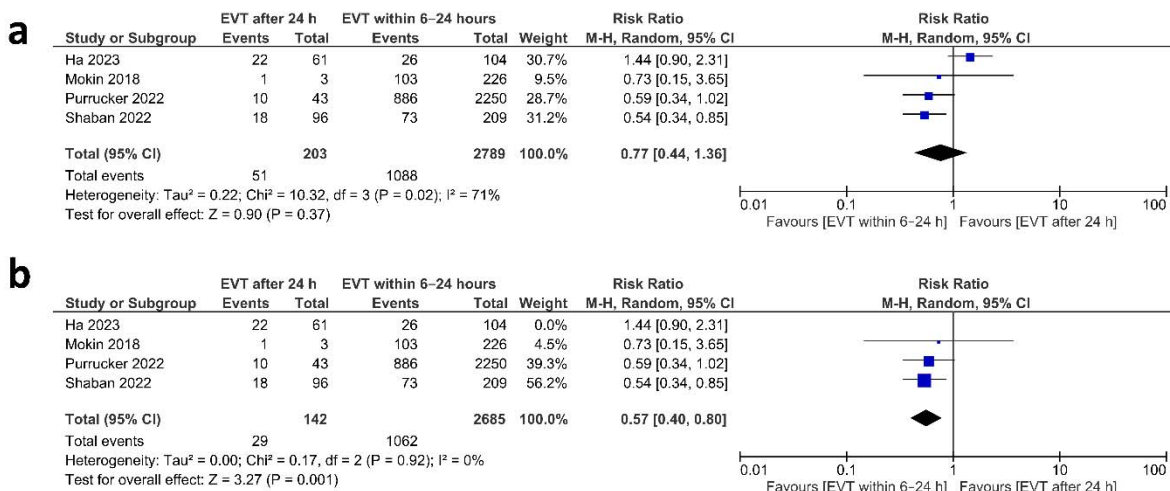 a
EVT after 24 h EVT within 6–24 hours Risk Ratio Risk Ratio
Study or Subgroup Events Total Events Total Weight M-H, Random, 95% CI M-H, Random, 95% CI
Ha 2023 22 61 26 104 30.7% 1.44 [0.90, 2.31]
Mokin 2018 1 3 103 226 9.5% 0.73 [0.15, 3.65]
Purrucker 2022 10 43 886 2250 28.7% 0.59 [0.34, 1.02]
Shaban 2022 18 96 73 209 31.2% 0.54 [0.34, 0.85]
Total (95% CI) 203 2789 100.0% 0.77 [0.44, 1.36]
Total events 51 1088
Heterogeneity: Tau² = 0.22; Chi² = 10.32, df = 3 (P = 0.02); I² = 71%
Test for overall effect: Z = 0.90 (P = 0.37)
0.01 0.1 1 10 100
Favours [EVT within 6–24 h] Favours [EVT after 24 h]
b
EVT after 24 h EVT within 6–24 hours Risk Ratio Risk Ratio
Study or Subgroup Events Total Events Total Weight M-H, Random, 95% CI M-H, Random, 95% CI
Ha 2023 22 61 26 104 0.0% 1.44 [0.90, 2.31]
Mokin 2018 1 3 103 226 4.5% 0.73 [0.15, 3.65]
Purrucker 2022 10 43 886 2250 39.3% 0.59 [0.34, 1.02]
Shaban 2022 18 96 73 209 56.2% 0.54 [0.34, 0.85]
Total (95% CI) 142 2685 100.0% 0.57 [0.40, 0.80]
Total events 29 1062
Heterogeneity: Tau² = 0.00; Chi² = 0.17, df = 2 (P = 0.92); I² = 0%
Test for overall effect: Z = 3.27 (P = 0.001)
0.01 0.1 1 10 100
Favours [EVT within 6–24 h] Favours [EVT after 24 h]